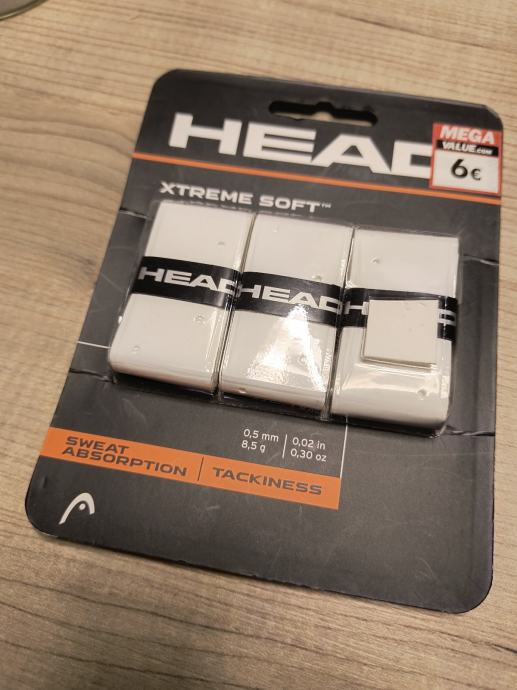 HEAD
MEGA
VALUE.com
6€
XTREME SOFT™
HEAD
HEAD
HEAD
0,5 mm | 0,02 in
8,5 g | 0,30 oz
SWEAT
ABSORPTION | TACKINESS